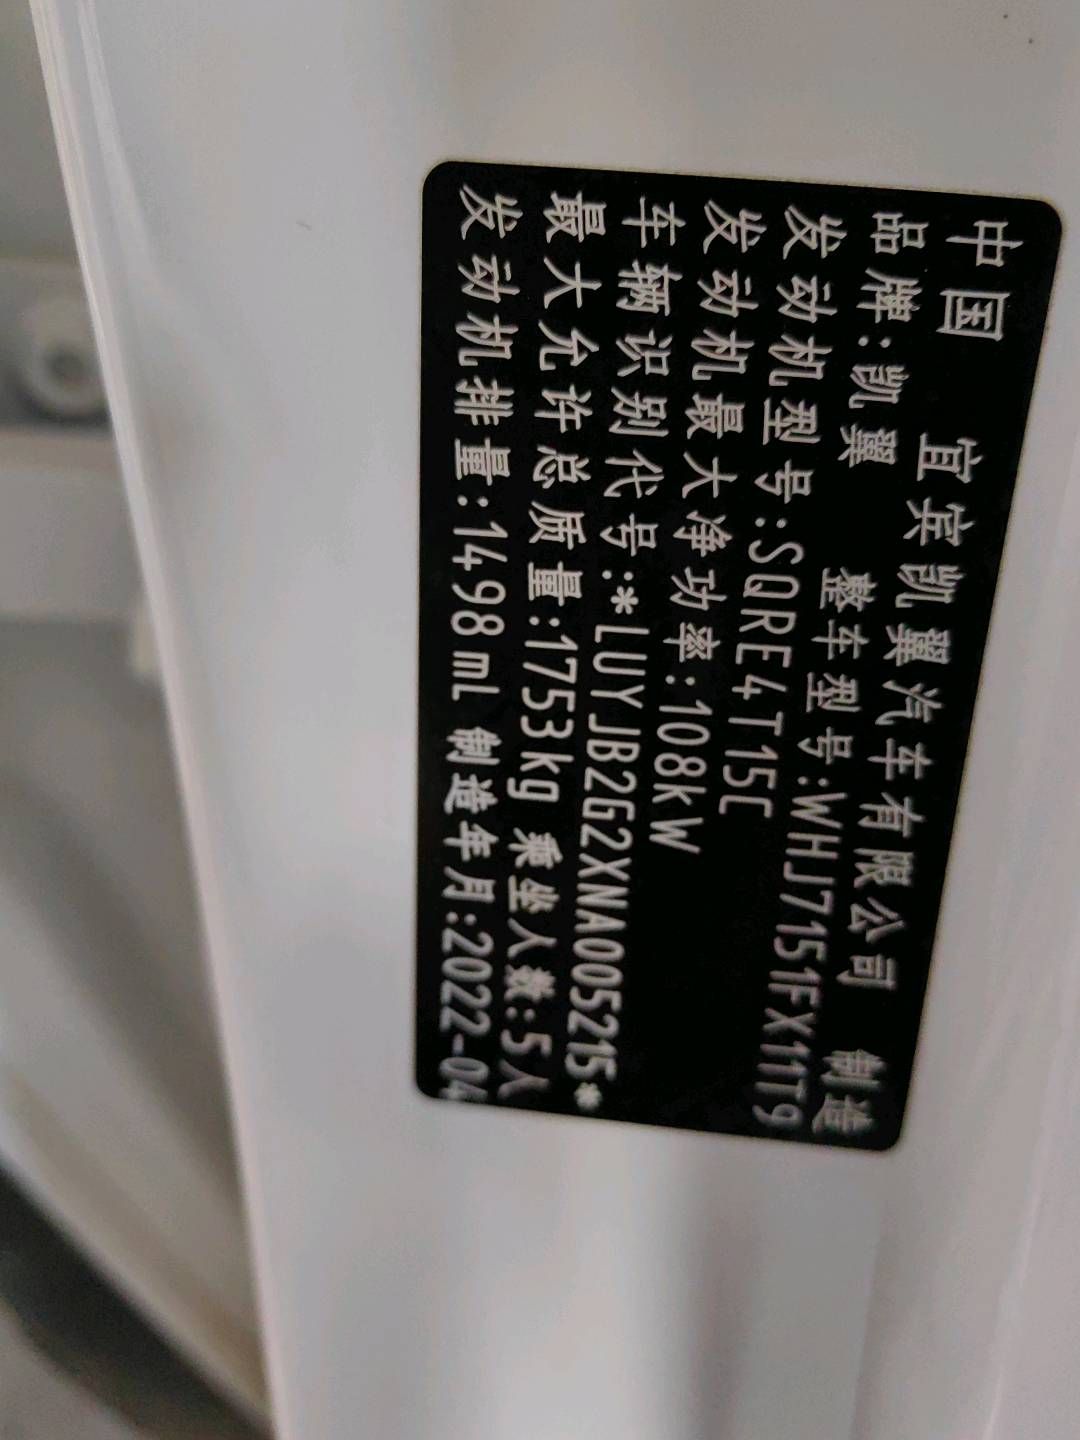 中国 宜宾凯翼汽车有限公司 制造
品牌:凯翼 整车型号:WHJ7151FX11T9
发动机型号:SQRE4T15C
发动机最大净功率:108kW
车辆识别代号:*LUYJB2G2XNA005215*
最大允许总质量:1753kg 乘坐人数:5人
发动机排量:1498mL 制造年月:2022-04